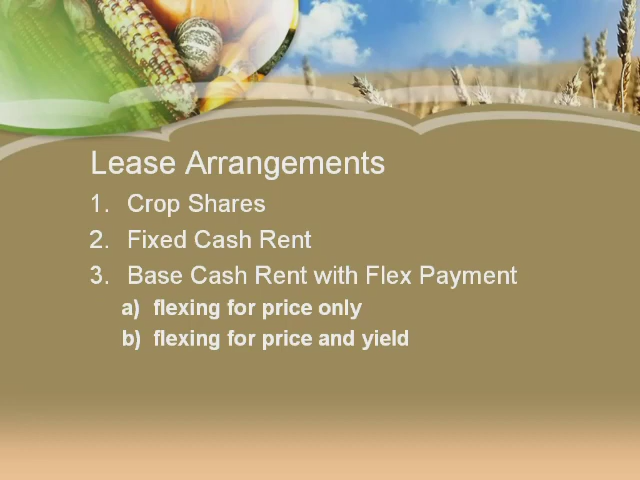 Lease Arrangements
1. Crop Shares
2. Fixed Cash Rent
3. Base Cash Rent with Flex Payment
a) flexing for price only
b) flexing for price and yield